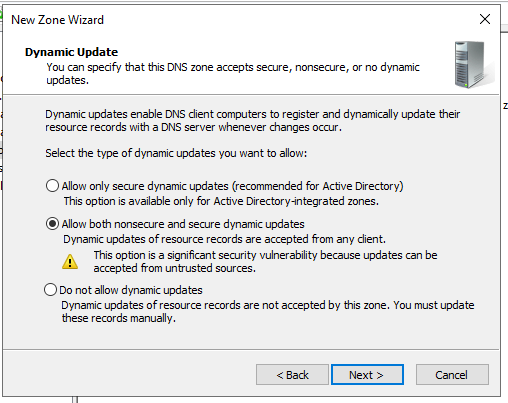 New Zone Wizard
Dynamic Update
You can specify that this DNS zone accepts secure, nonsecure, or no dynamic
updates.
Dynamic updates enable DNS client computers to register and dynamically update their
resource records with a DNS server whenever changes occur.
Select the type of dynamic updates you want to allow:
Allow only secure dynamic updates (recommended for Active Directory)
This option is available only for Active Directory-integrated zones.
Allow both nonsecure and secure dynamic updates
Dynamic updates of resource records are accepted from any client.
This option is a significant security vulnerability because updates can be
accepted from untrusted sources.
Do not allow dynamic updates
Dynamic updates of resource records are not accepted by this zone. You must update
these records manually.
< Back
Next >
Cancel